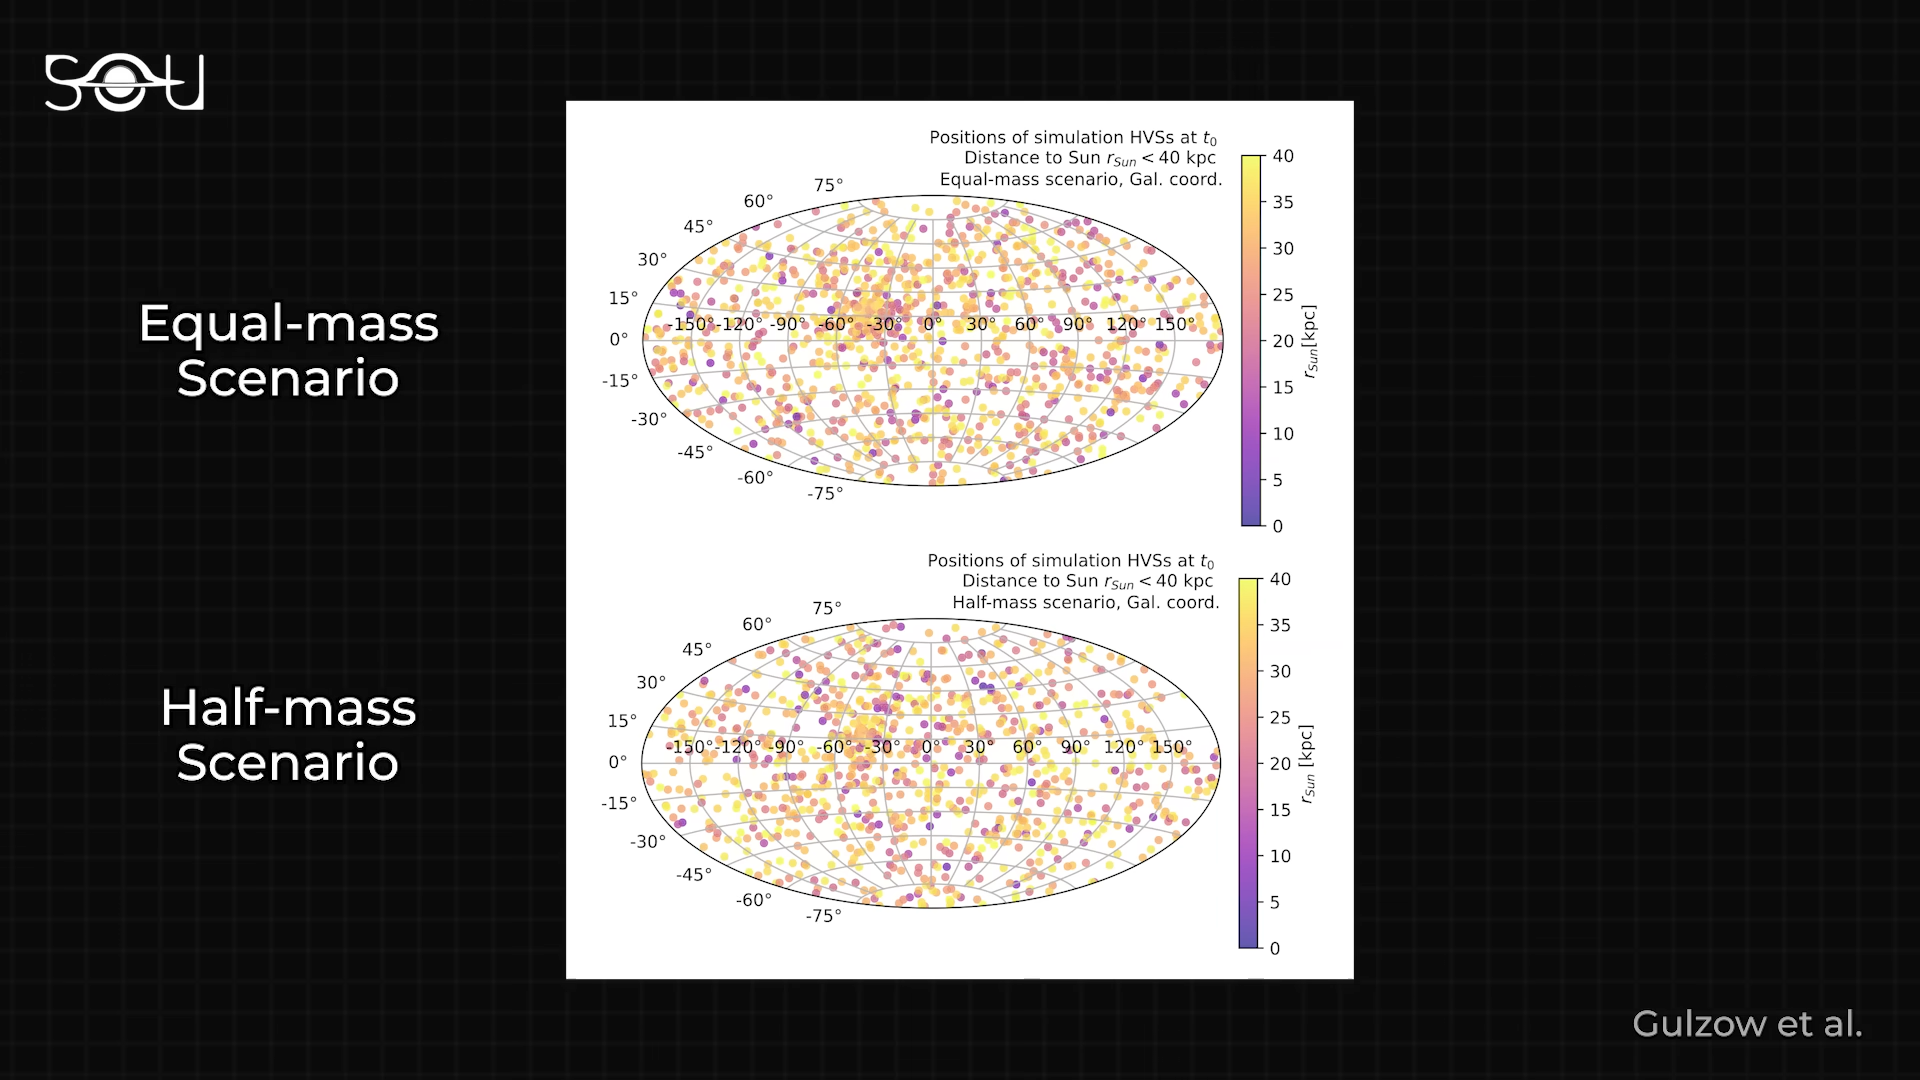 SOU
Equal-mass
Scenario
Positions of simulation HVSs at t₀
Distance to Sun r_Sun < 40 kpc
Equal-mass scenario, Gal. coord.
75°
60°
45°
30°
15°
0°
-15°
-30°
-45°
-60°
-75°
-150° -120° -90° -60° -30° 0° 30° 60° 90° 120° 150°
40
35
30
25
20
15
10
5
0
r_Sun[kpc]
Half-mass
Scenario
Positions of simulation HVSs at t₀
Distance to Sun r_Sun < 40 kpc
Half-mass scenario, Gal. coord.
75°
60°
45°
30°
15°
0°
-15°
-30°
-45°
-60°
-75°
-150° -120° -90° -60° -30° 0° 30° 60° 90° 120° 150°
40
35
30
25
20
15
10
5
0
r_Sun [kpc]
Gulzow et al.